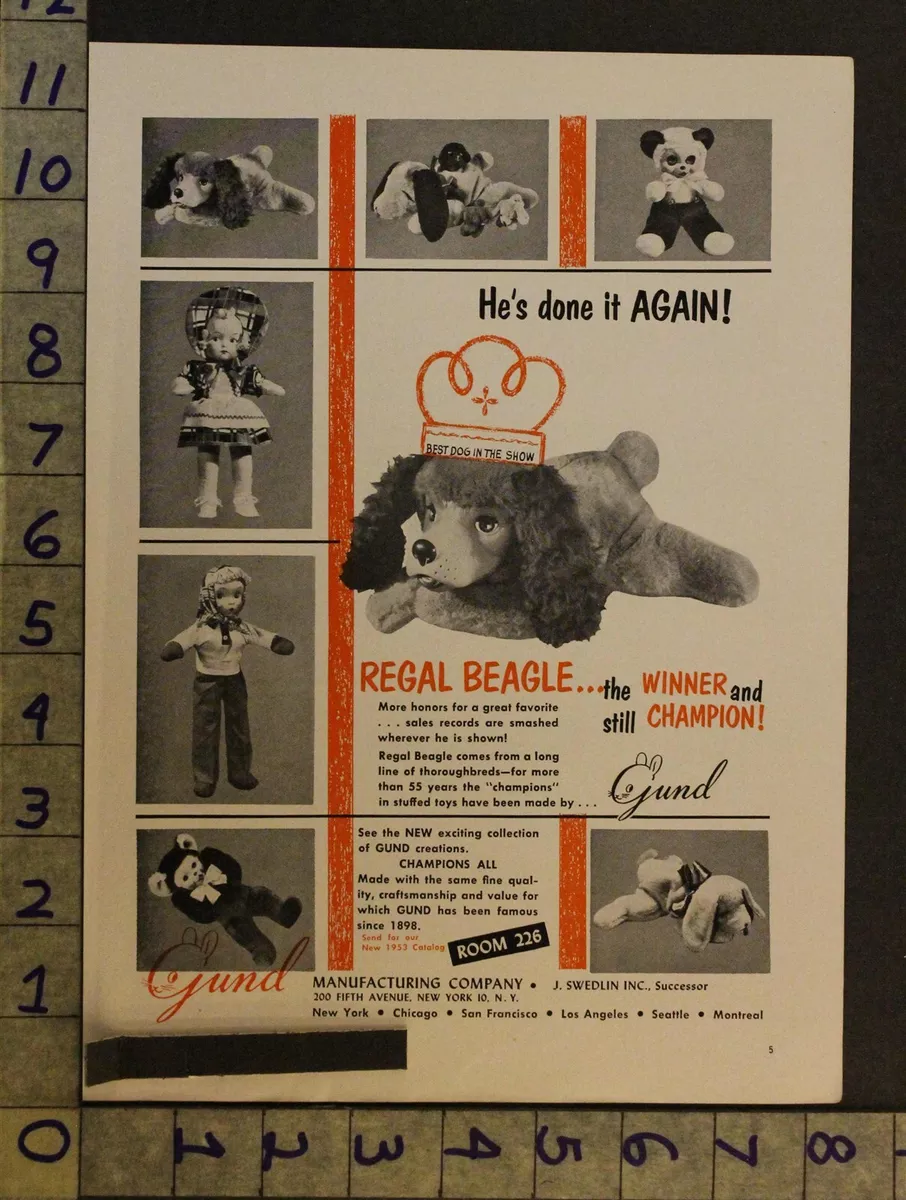 He's done it AGAIN!
BEST DOG IN THE SHOW
REGAL BEAGLE...the WINNER and
still CHAMPION!
More honors for a great favorite
. . . sales records are smashed
wherever he is shown!
Regal Beagle comes from a long
line of thoroughbreds—for more
than 55 years the "champions"
in stuffed toys have been made by . . .
Gund
See the NEW exciting collection
of GUND creations.
CHAMPIONS ALL
Made with the same fine qual-
ity, craftsmanship and value for
which GUND has been famous
since 1898.
Send for our
New 1953 Catalog
ROOM 226
Gund
MANUFACTURING COMPANY • J. SWEDLIN INC., Successor
200 FIFTH AVENUE, NEW YORK 10, N. Y.
New York • Chicago • San Francisco • Los Angeles • Seattle • Montreal
5
12
11
10
9
8
7
6
5
4
3
2
1
0
1
2
3
4
5
6
7
8